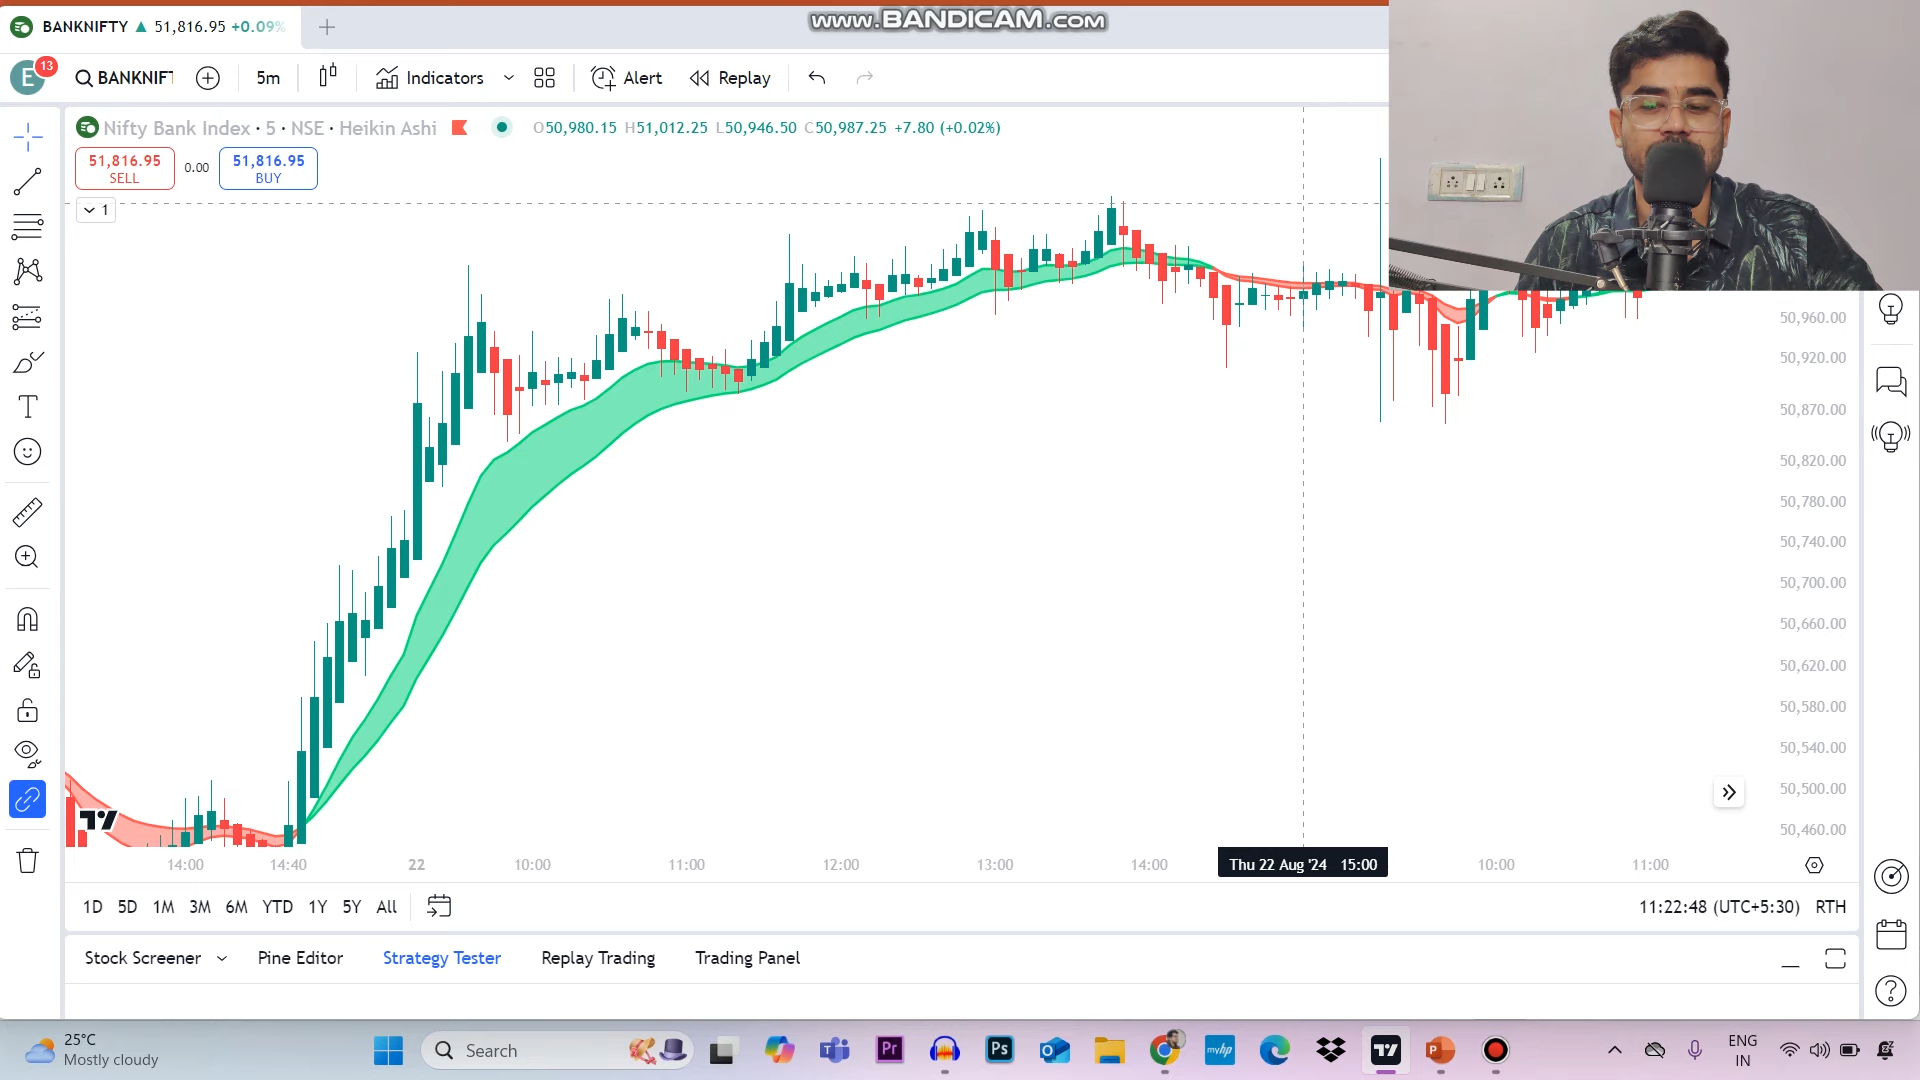 BANKNIFTY ▲ 51,816.95 +0.09%
www.BANDICAM.com
E 13 BANKNIFT 5m Indicators Alert Replay
Nifty Bank Index · 5 · NSE · Heikin Ashi O50,980.15 H51,012.25 L50,946.50 C50,987.25 +7.80 (+0.02%)
51,816.95 SELL 0.00 51,816.95 BUY
1
50,960.00
50,920.00
50,870.00
50,820.00
50,780.00
50,740.00
50,700.00
50,660.00
50,620.00
50,580.00
50,540.00
50,500.00
50,460.00
14:00 14:40 22 10:00 11:00 12:00 13:00 14:00 Thu 22 Aug '24 15:00 10:00 11:00
1D 5D 1M 3M 6M YTD 1Y 5Y All 11:22:48 (UTC+5:30) RTH
Stock Screener Pine Editor Strategy Tester Replay Trading Trading Panel
25°C
Mostly cloudy
Search
Pr
Ps
myhp
ENG
IN